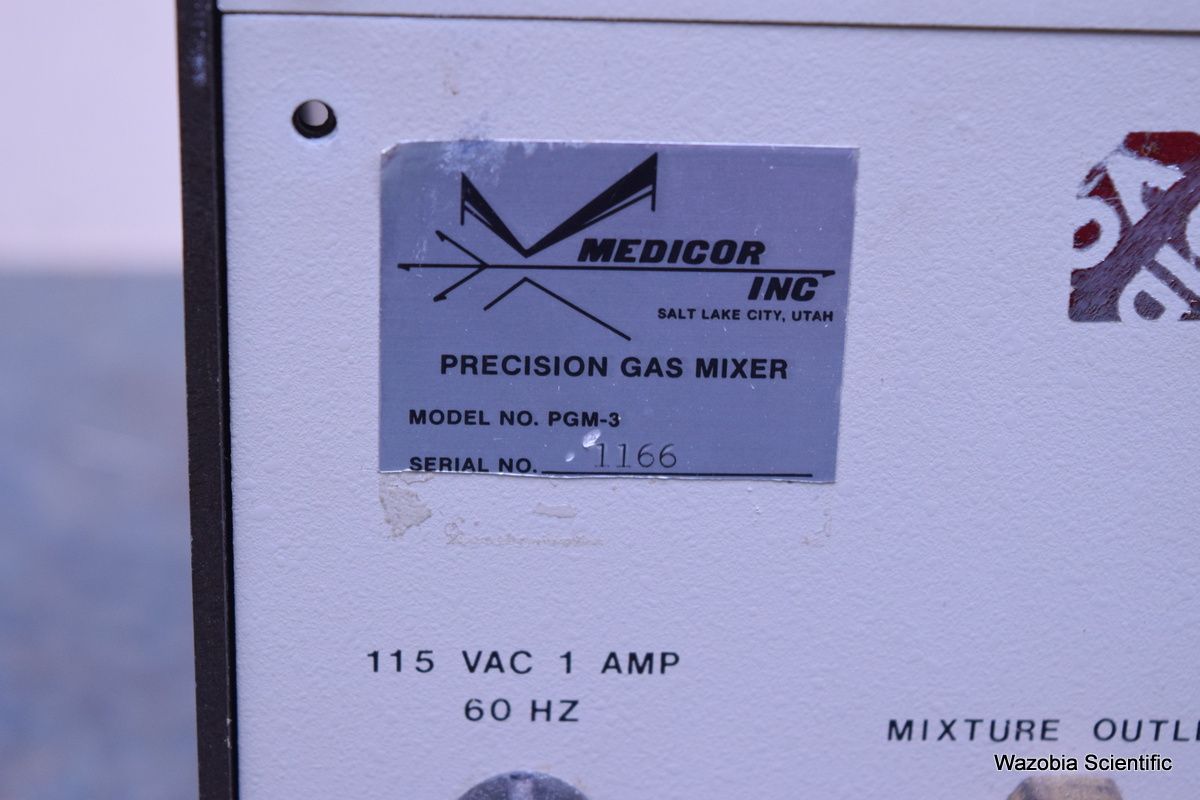 MEDICOR
INC
SALT LAKE CITY, UTAH
PRECISION GAS MIXER
MODEL NO. PGM-3
SERIAL NO. 1166
115 VAC 1 AMP
60 HZ
MIXTURE OUTL
Wazobia Scientific